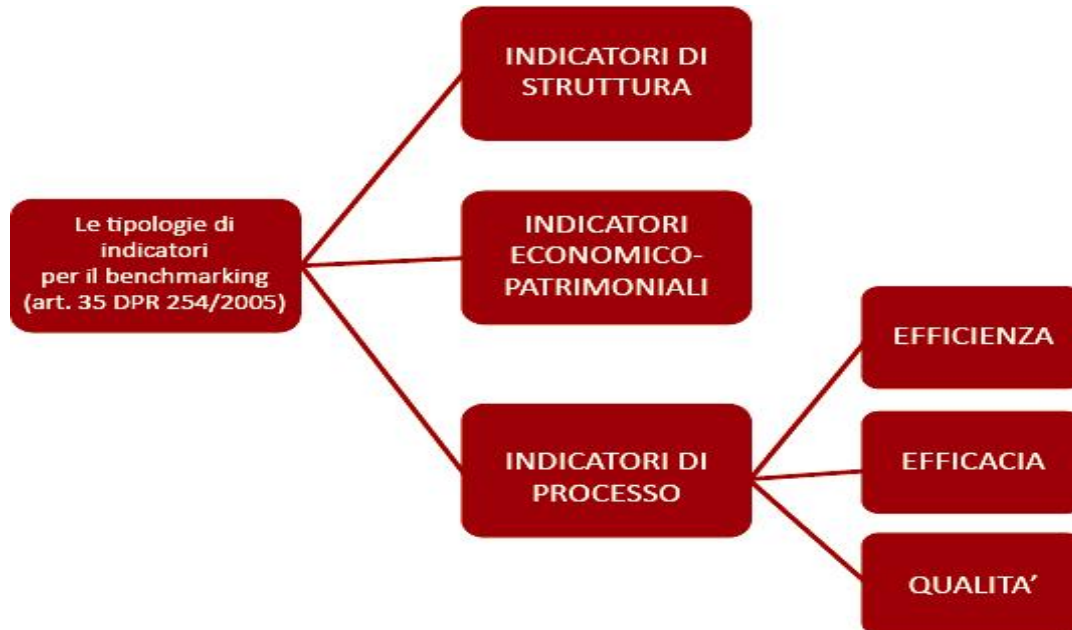 INDICATORI DI
STRUTTURA
Le tipologie di
indicatori
per il benchmarking
(art. 35 DPR 254/2005)
INDICATORI
ECONOMICO-
PATRIMONIALI
INDICATORI DI
PROCESSO
EFFICIENZA
EFFICACIA
QUALITA’